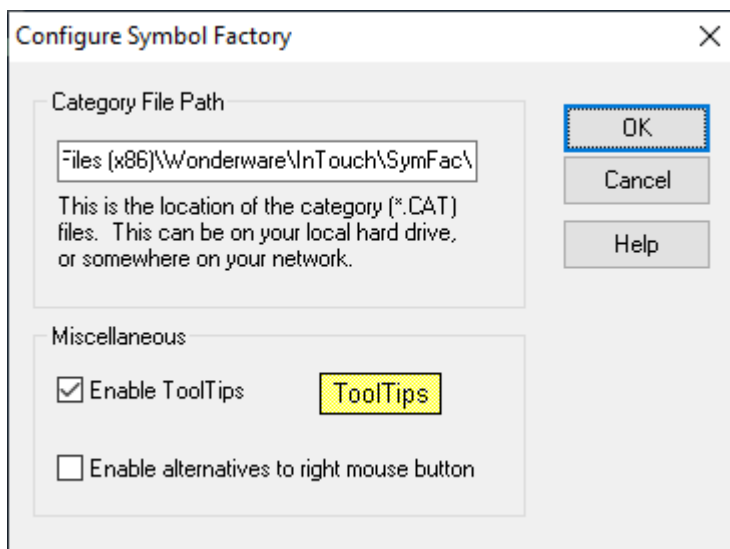 Configure Symbol Factory
Category File Path
Files (x86)\Wonderware\InTouch\SymFac\
This is the location of the category (*.CAT)
files.  This can be on your local hard drive,
or somewhere on your network.
OK
Cancel
Help
Miscellaneous
Enable ToolTips
ToolTips
Enable alternatives to right mouse button